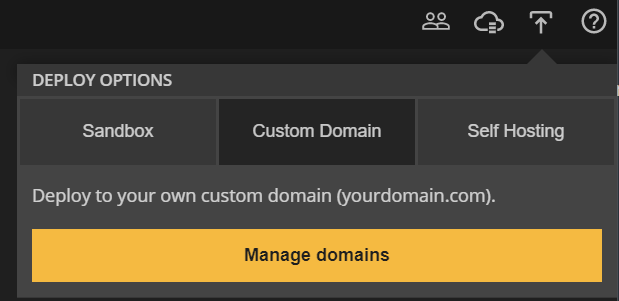 DEPLOY OPTIONS
Sandbox
Custom Domain
Self Hosting
Deploy to your own custom domain (yourdomain.com).
Manage domains